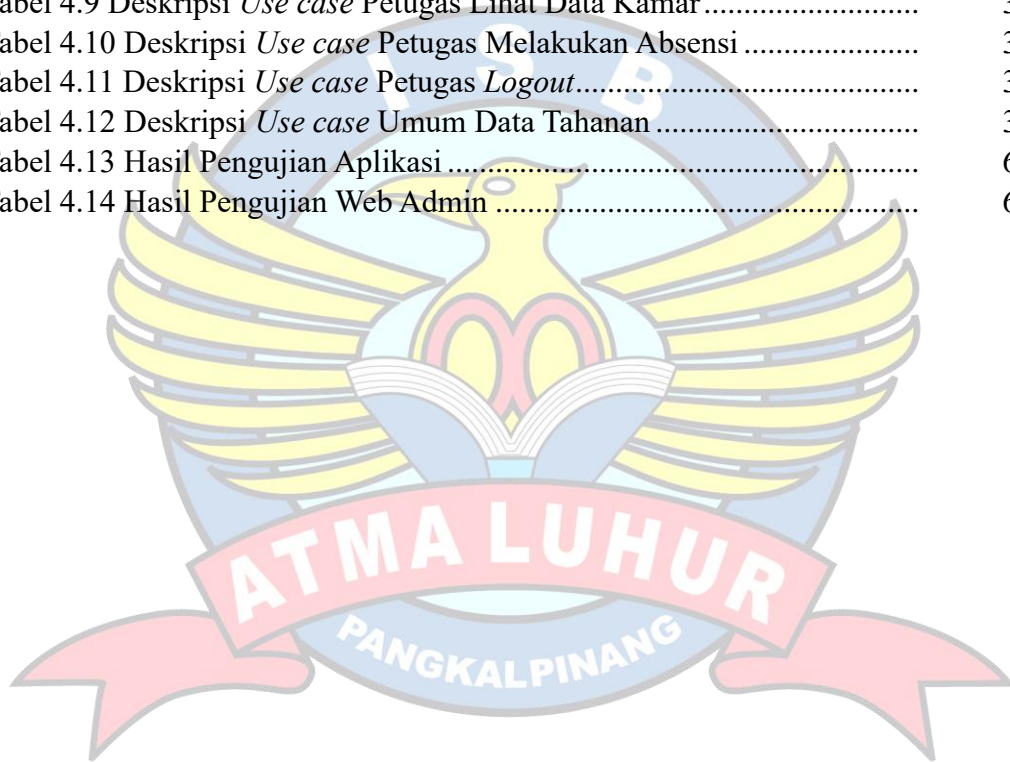 abel 4.9 Deskripsi Use case Petugas Lihat Data Kamar............................
abel 4.10 Deskripsi Use case Petugas Melakukan Absensi.......................
abel 4.11 Deskripsi Use case Petugas Logout............................................
abel 4.12 Deskripsi Use case Umum Data Tahanan..................................
abel 4.13 Hasil Pengujian Aplikasi............................................................
abel 4.14 Hasil Pengujian Web Admin ......................................................
I S B
ATMA LUHUR
PANGKALPINANG